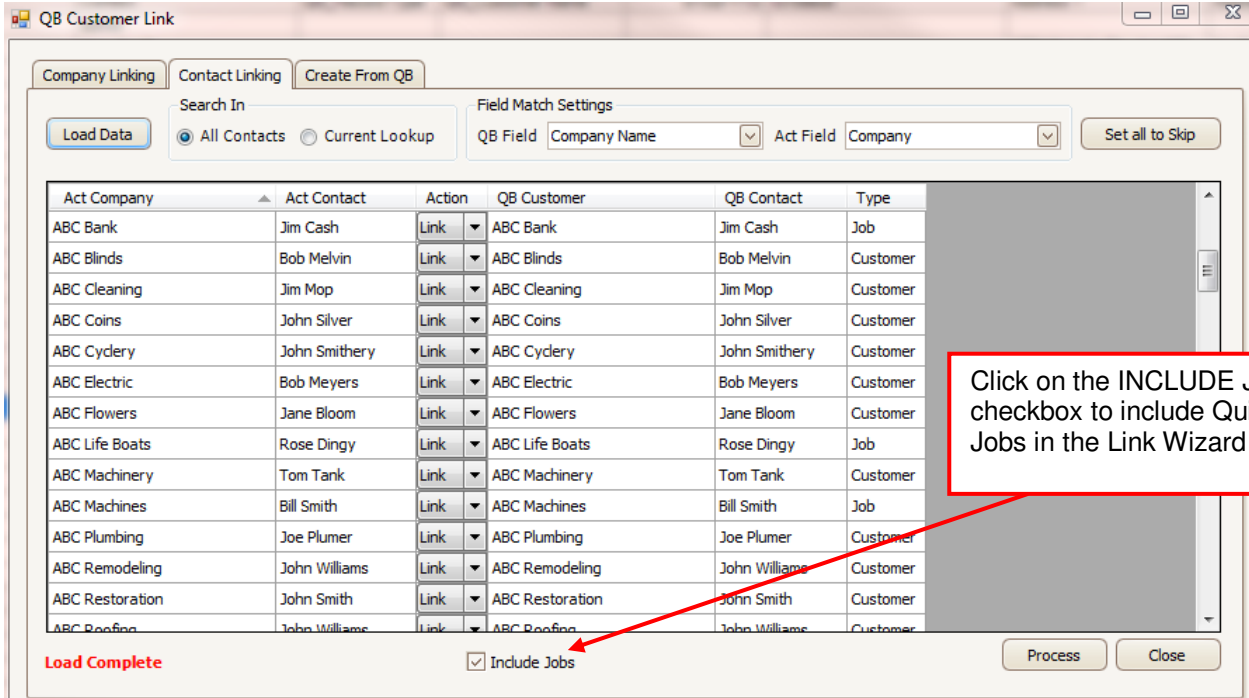 QB Customer Link
Company Linking Contact Linking Create From QB
Search In Field Match Settings
Load Data All Contacts Current Lookup QB Field Company Name Act Field Company Set all to Skip
Act Company Act Contact Action QB Customer QB Contact Type
ABC Bank Jim Cash Link ABC Bank Jim Cash Job
ABC Blinds Bob Melvin Link ABC Blinds Bob Melvin Customer
ABC Cleaning Jim Mop Link ABC Cleaning Jim Mop Customer
ABC Coins John Silver Link ABC Coins John Silver Customer
ABC Cyclery John Smithery Link ABC Cyclery John Smithery Customer
ABC Electric Bob Meyers Link ABC Electric Bob Meyers Customer
ABC Flowers Jane Bloom Link ABC Flowers Jane Bloom Customer
ABC Life Boats Rose Dingy Link ABC Life Boats Rose Dingy Job
ABC Machinery Tom Tank Link ABC Machinery Tom Tank Customer
ABC Machines Bill Smith Link ABC Machines Bill Smith Job
ABC Plumbing Joe Plumer Link ABC Plumbing Joe Plumer Customer
ABC Remodeling John Williams Link ABC Remodeling John Williams Customer
ABC Restoration John Smith Link ABC Restoration John Smith Customer
ABC Roofing John Williams Link ABC Roofing John Williams Customer
Click on the INCLUDE
checkbox to include
Jobs in the Link Wizard
Load Complete Include Jobs Process Close